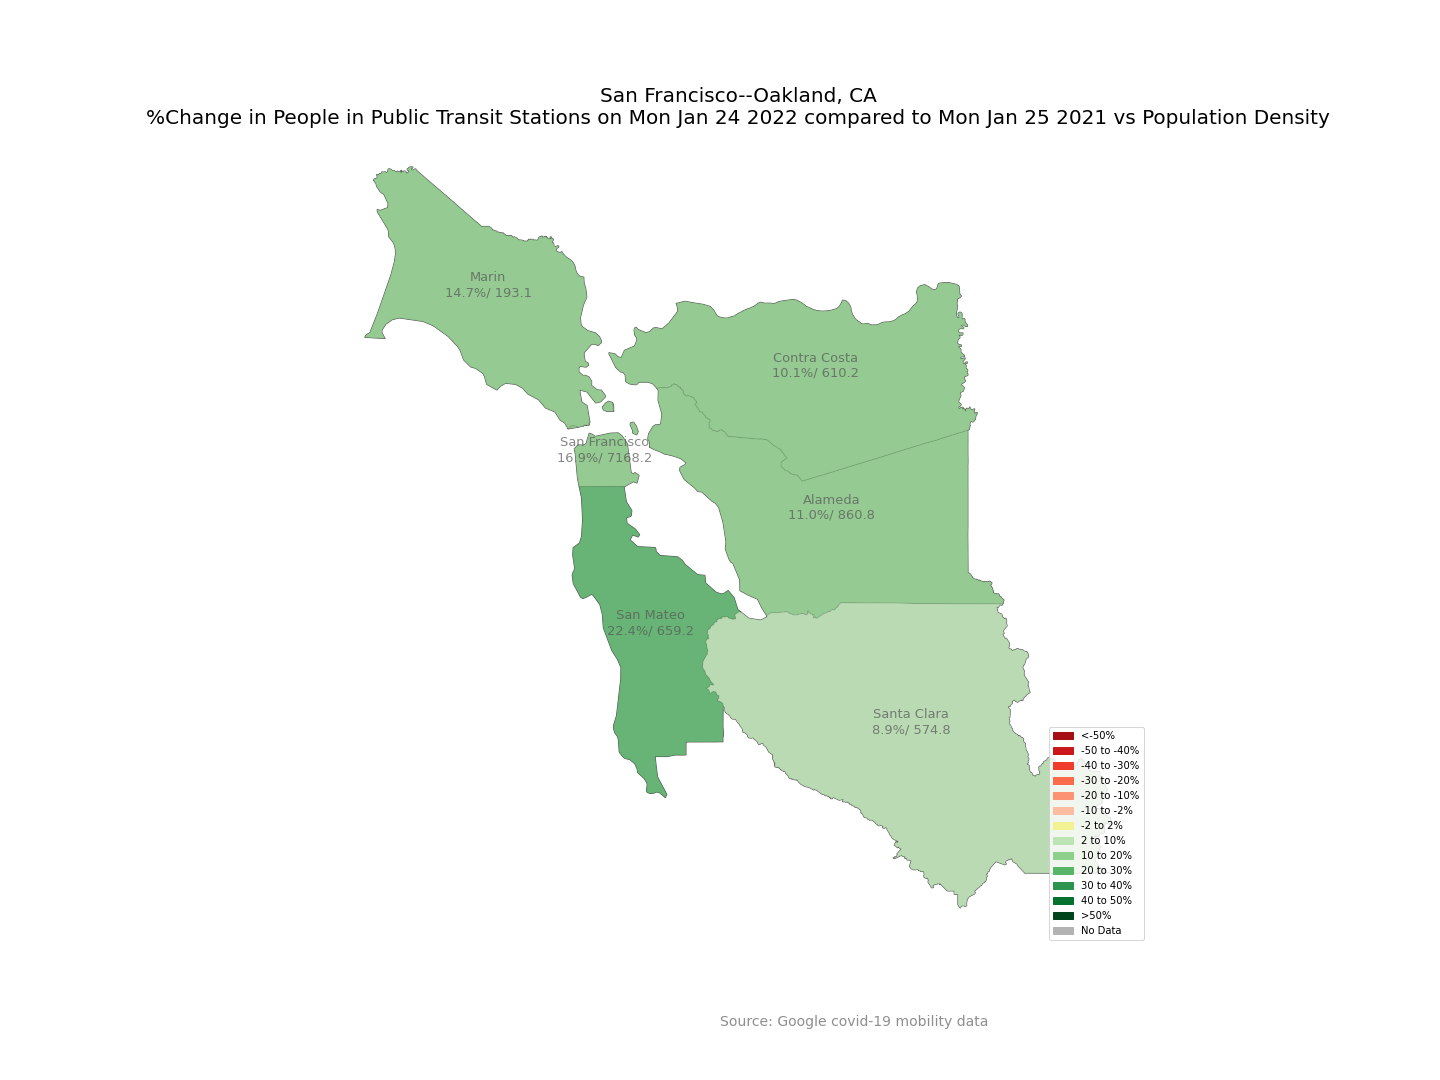 San Francisco--Oakland, CA
%Change in People in Public Transit Stations on Mon Jan 24 2022 compared to Mon Jan 25 2021 vs Population Density
Marin
14.7%/ 193.1
Contra Costa
10.1%/ 610.2
San Francisco
16.9%/ 7168.2
Alameda
11.0%/ 860.8
San Mateo
22.4%/ 659.2
Santa Clara
8.9%/ 574.8
<-50%
-50 to -40%
-40 to -30%
-30 to -20%
-20 to -10%
-10 to -2%
-2 to 2%
2 to 10%
10 to 20%
20 to 30%
30 to 40%
40 to 50%
>50%
No Data
Source: Google covid-19 mobility data